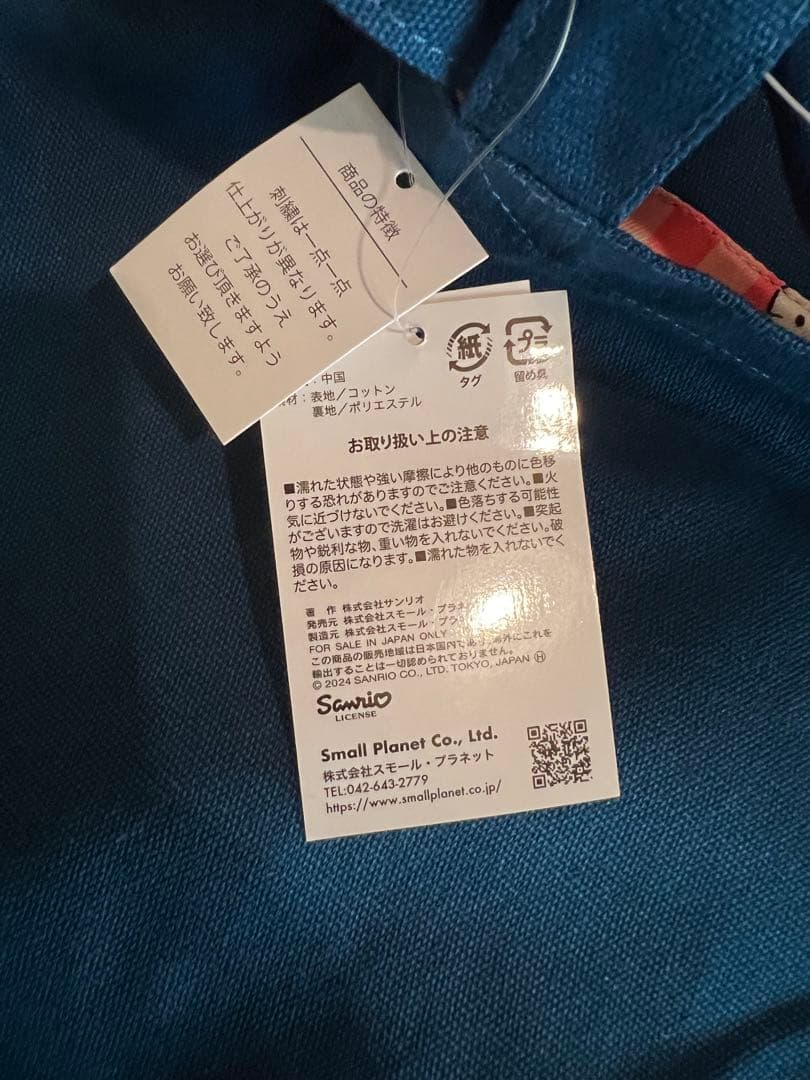 商品の特徴
刺繍は一点一点
仕上がりが異なります。
ご了承のうえ
お選び頂きますよう
お願い致します。
紙
タグ
プラ
留め具
：中国
材：表地／コットン
裏地／ポリエステル
お取り扱い上の注意
■濡れた状態や強い摩擦により他のものに色移
りする恐れがありますのでご注意ください。■火
気に近づけないでください。■色落ちする可能性
がございますので洗濯はお避けください。■突起
物や鋭利な物、重い物を入れないでください。破
損の原因になります。■濡れた物を入れないでく
ださい。
著 作 株式会社サンリオ
発売元 株式会社スモール・プラネ
製造元 株式会社スモール・プラ
FOR SALE IN JAPAN ONLY
この商品の販売地域は日本国内であり、海外にこれを
輸出することは一切認められておりません。
© 2024 SANRIO CO., LTD. TOKYO, JAPAN Ⓗ
Sanrio
LICENSE
Small Planet Co., Ltd.
株式会社スモール・プラネット
TEL:042-643-2779
https://www.smallplanet.co.jp/